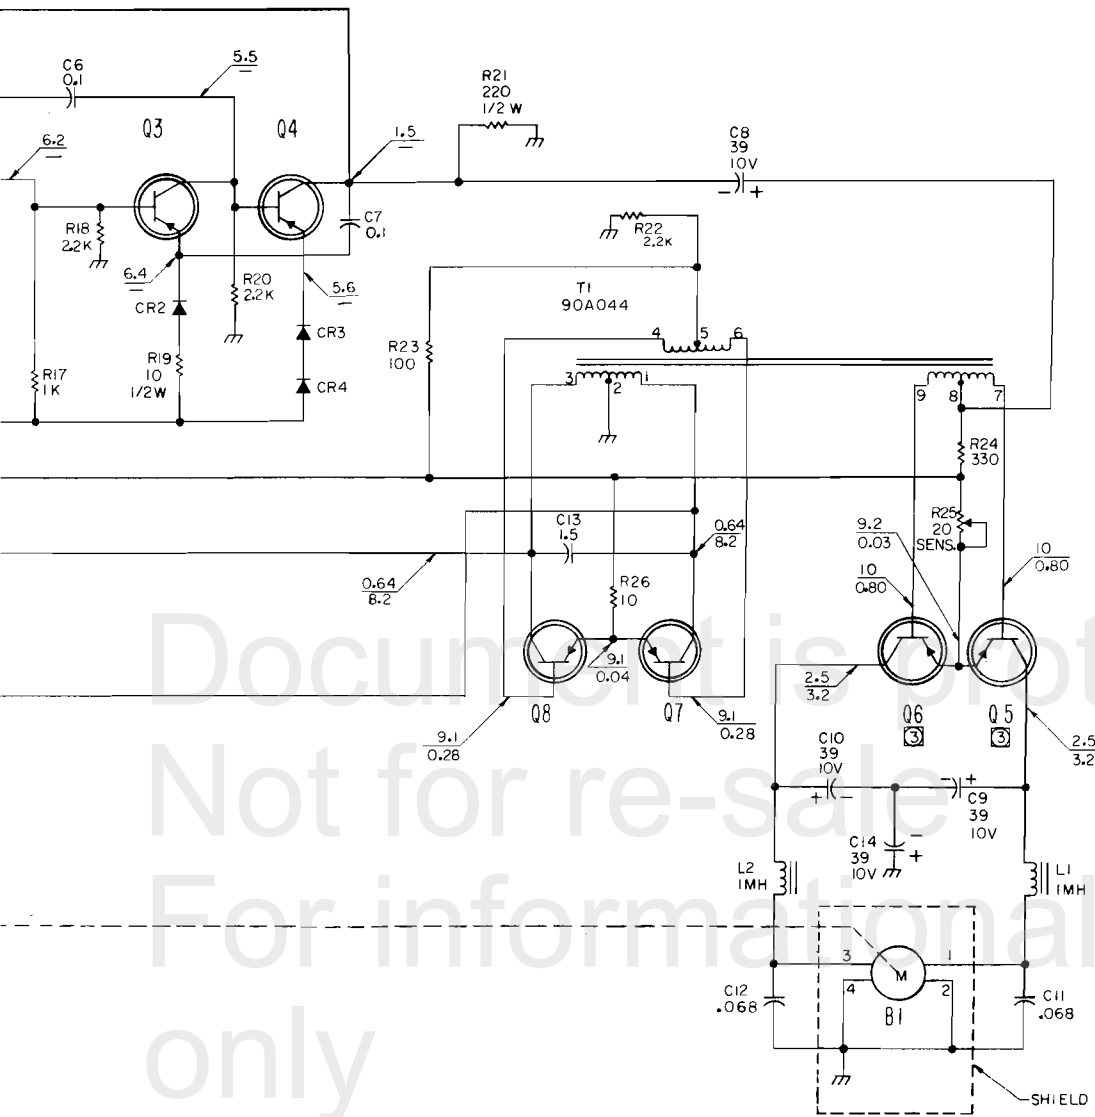 C6
0.1
5.5
Q3
Q4
6.2
1.5
R21
220
1/2 W
C8
39
10V
- +
R18
2.2K
C7
0.1
R22
2.2K
6.4
R20
2.2K
5.6
T1
90A044
CR2
CR3
4 5 6
R17
1K
R19
10
1/2W
CR4
R23
100
3 2 1
9 8 7
R24
330
C13
1.5
0.64
8.2
9.2
0.03
R25
20
SENS.
10
0.80
0.64
8.2
R26
10
10
0.80
Document is prot
9.1
0.04
2.5
3.2
Q8
Q7
Q6
3
Q5
3
9.1
0.28
9.1
0.28
2.5
3.2
Not for re-sale
C10
39
10V
+ -
- +
C9
39
10V
C14
39
10V
-
+
L2
1MH
L1
1MH
For informational
3 1
M
4 2
B1
C12
.068
C11
.068
only
SHIELD